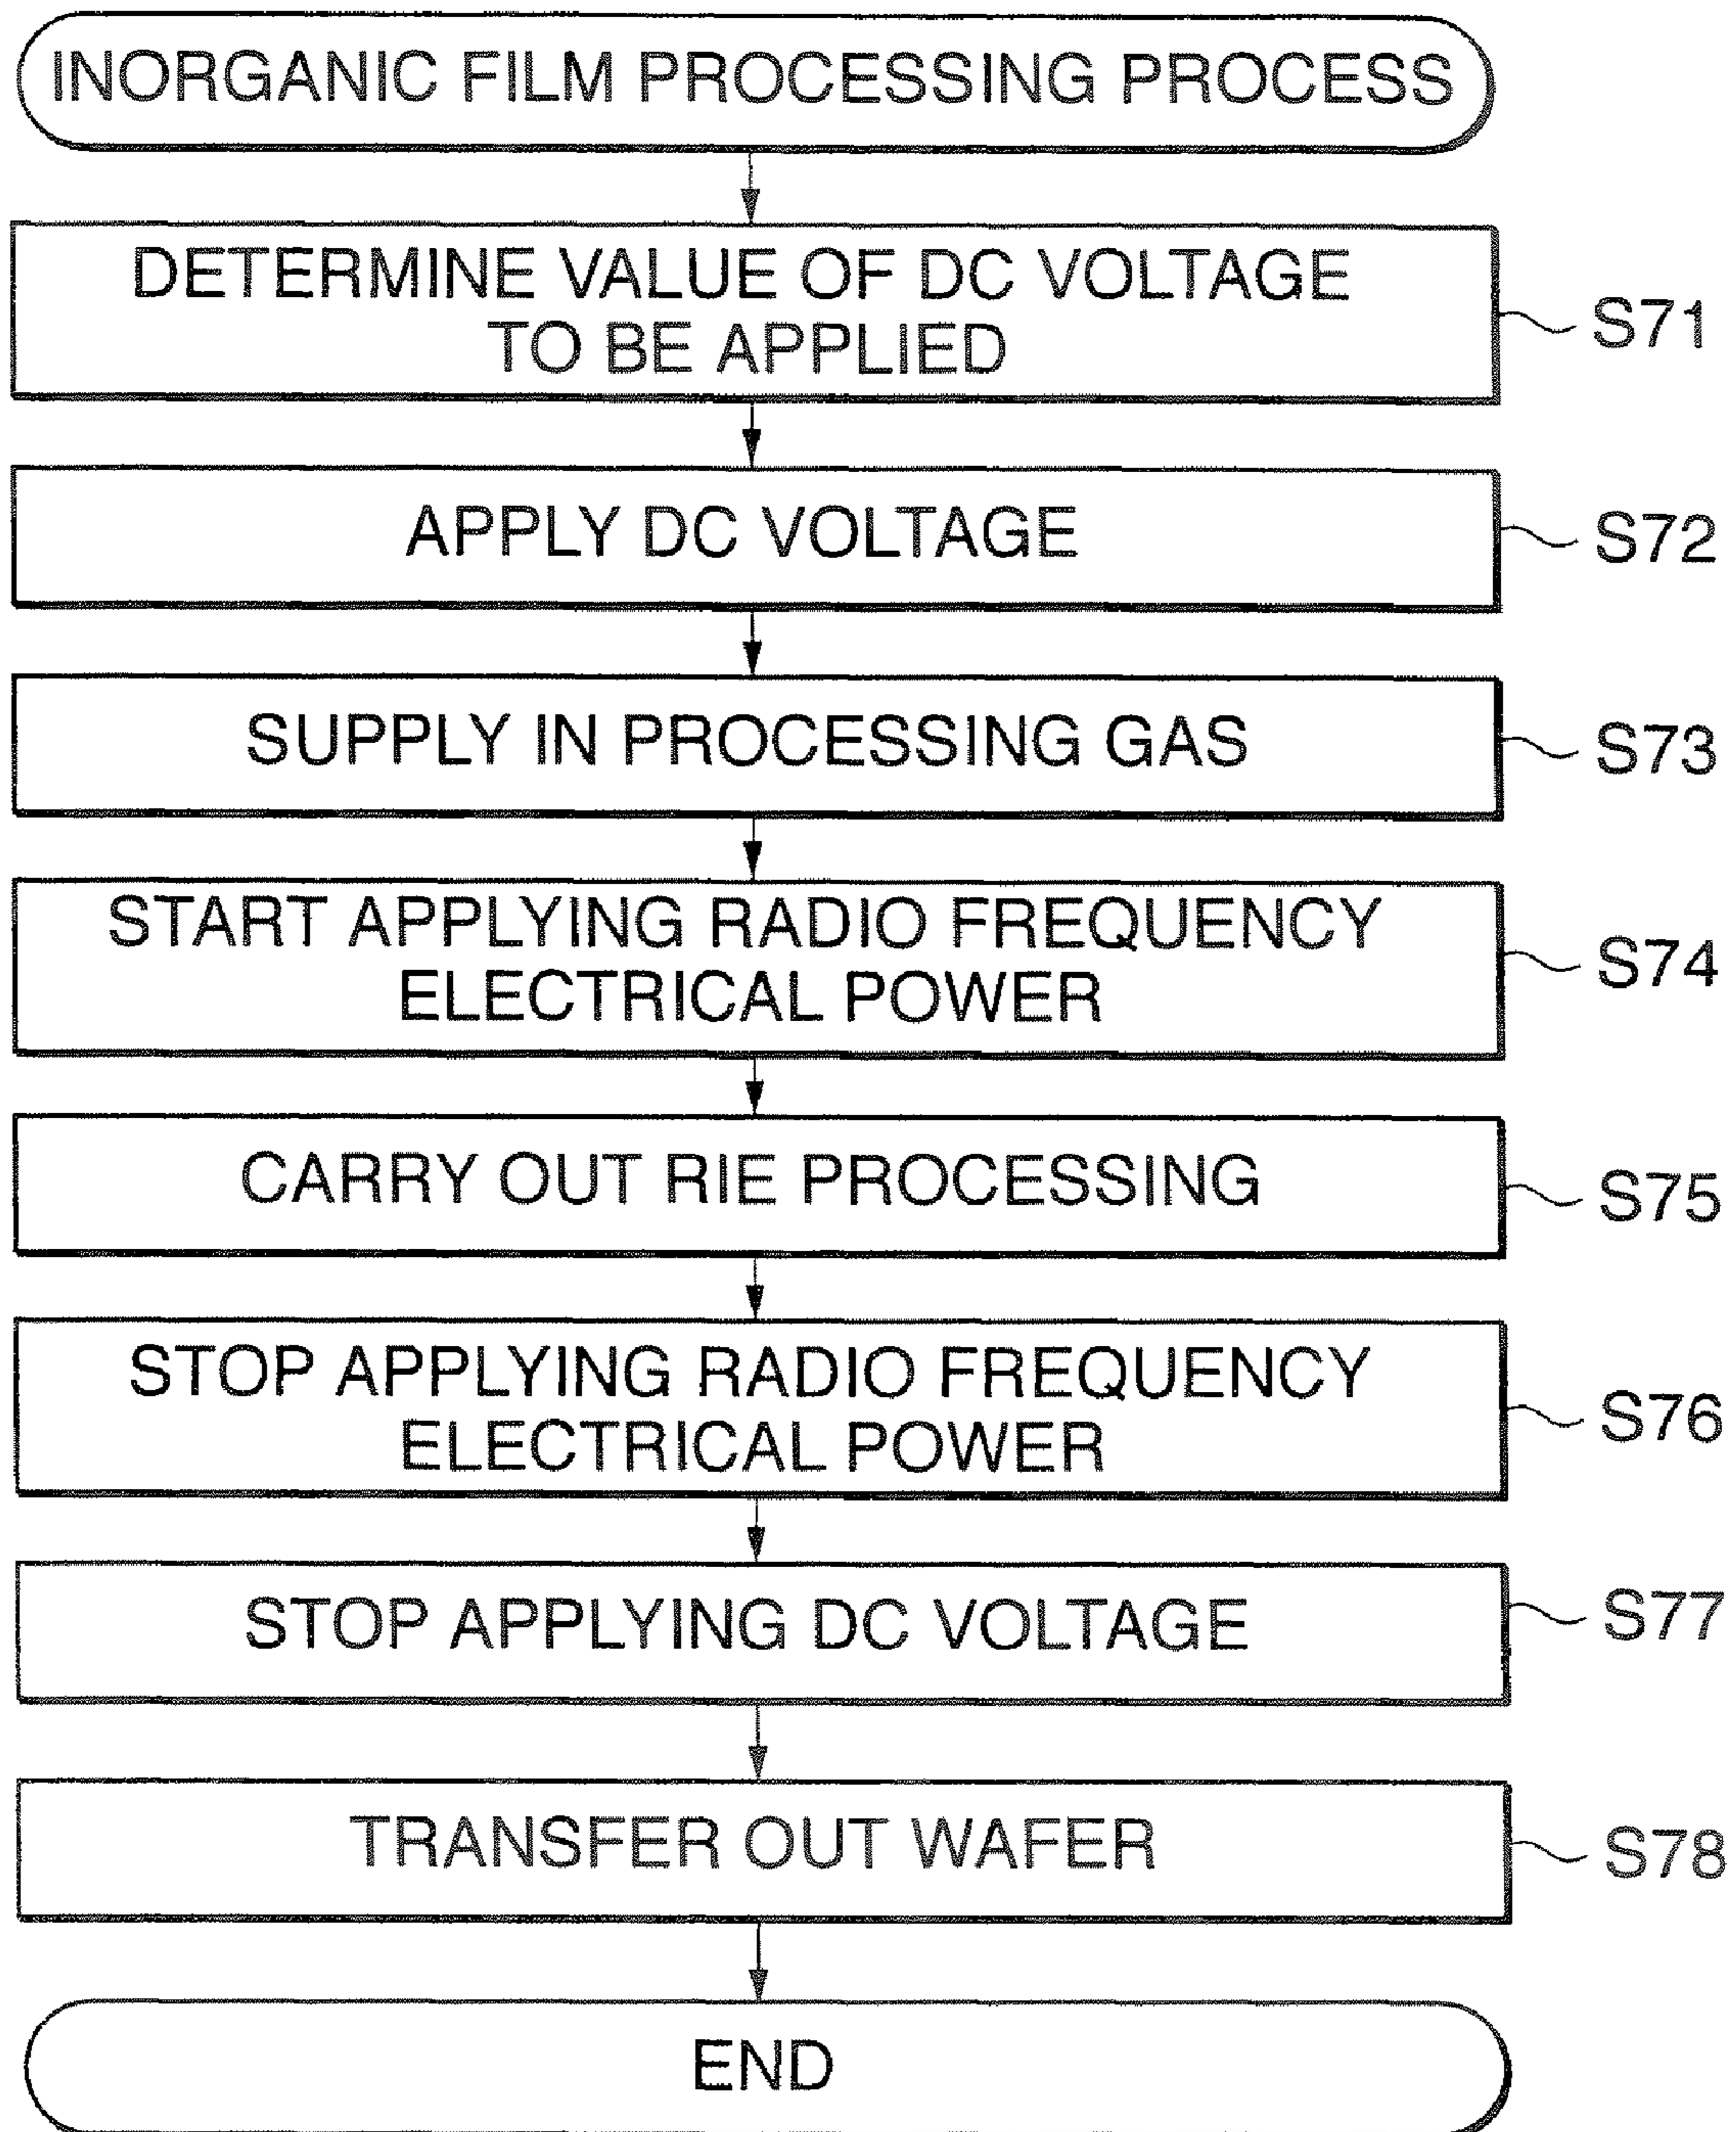 INORGANIC FILM PROCESSING PROCESS
DETERMINE VALUE OF DC VOLTAGE
TO BE APPLIED
S71
APPLY DC VOLTAGE
S72
SUPPLY IN PROCESSING GAS
S73
START APPLYING RADIO FREQUENCY
ELECTRICAL POWER
S74
CARRY OUT RIE PROCESSING
S75
STOP APPLYING RADIO FREQUENCY
ELECTRICAL POWER
S76
STOP APPLYING DC VOLTAGE
S77
TRANSFER OUT WAFER
S78
END